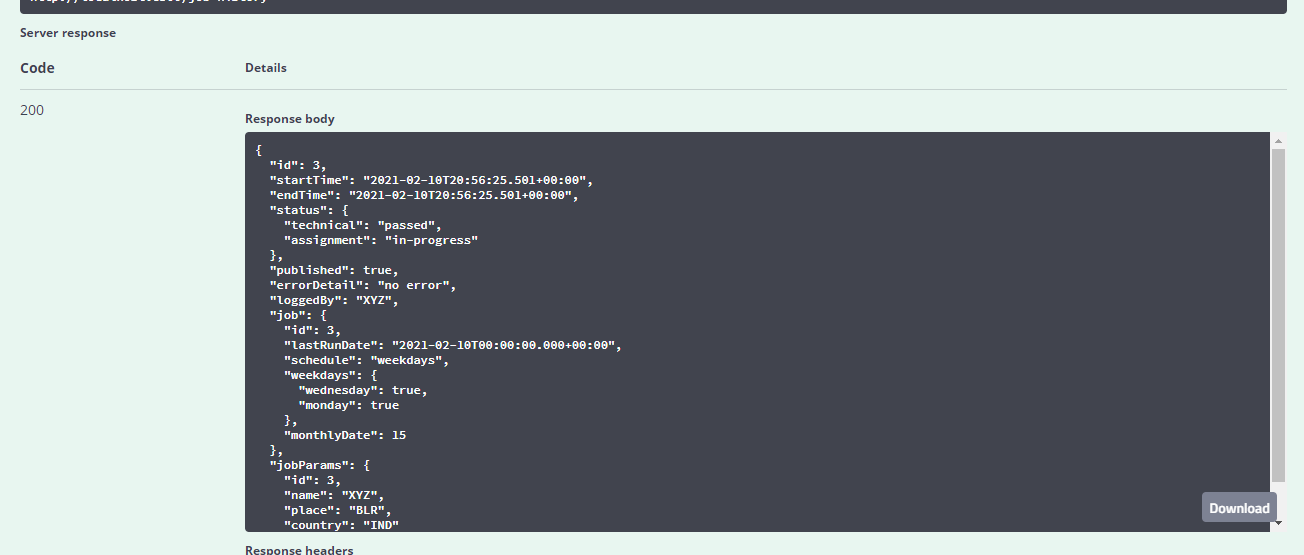 Server response
Code Details
200
Response body
{
  "id": 3,
  "startTime": "2021-02-10T20:56:25.501+00:00",
  "endTime": "2021-02-10T20:56:25.501+00:00",
  "status": {
    "technical": "passed",
    "assignment": "in-progress"
  },
  "published": true,
  "errorDetail": "no error",
  "loggedBy": "XYZ",
  "job": {
    "id": 3,
    "lastRunDate": "2021-02-10T00:00:00.000+00:00",
    "schedule": "weekdays",
    "weekdays": {
      "wednesday": true,
      "monday": true
    },
    "monthlyDate": 15
  },
  "jobParams": {
    "id": 3,
    "name": "XYZ",
    "place": "BLR",
    "country": "IND"
Download
Response headers